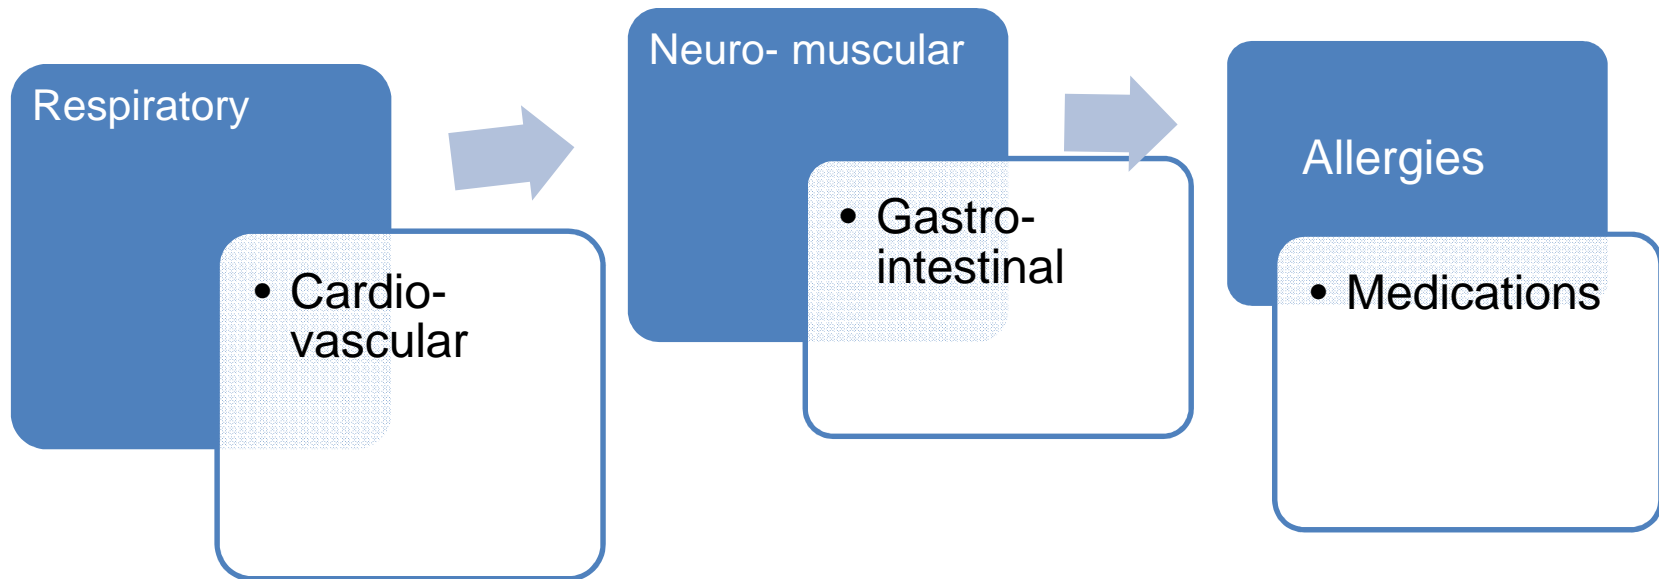 Respiratory
• Cardio-
vascular
Neuro- muscular
• Gastro-
intestinal
Allergies
• Medications